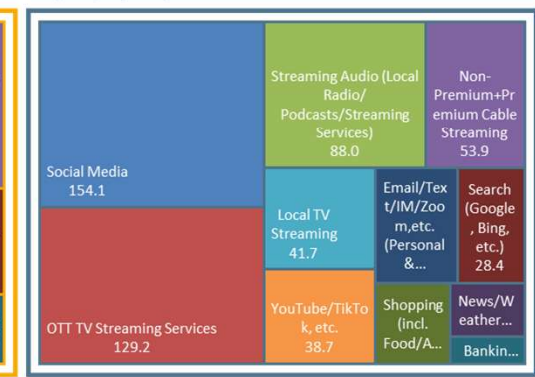 Social Media
154.1
OTT TV Streaming Services
129.2
Streaming Audio (Local
Radio/
Podcasts/Streaming
Services)
88.0
Non-
Premium+Pr
emium Cable
Streaming
53.9
Local TV
Streaming
41.7
YouTube/TikTo
k, etc.
38.7
Email/Tex
t/IM/Zoo
m,etc.
(Personal
&...
Search
(Google
, Bing,
etc.)
28.4
Shopping
(incl.
Food/A...
News/W
eather...
Bankin...